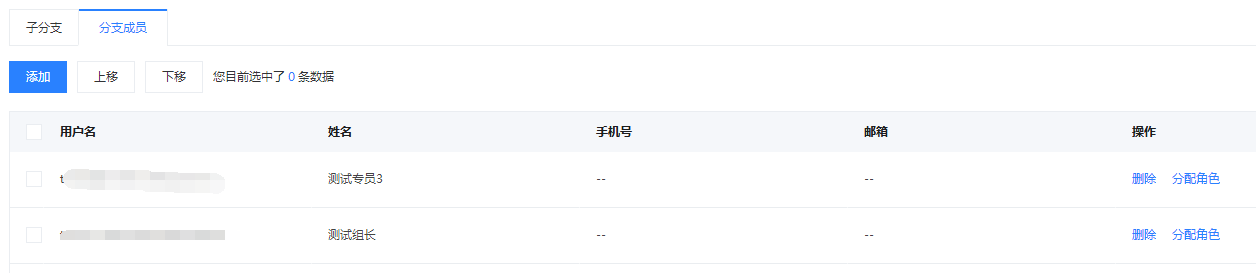 子分支 分支成员
添加 上移 下移 您目前选中了 0 条数据
用户名 姓名 手机号 邮箱 操作
t 测试专员3 -- -- 删除 分配角色
测试组长 -- -- 删除 分配角色